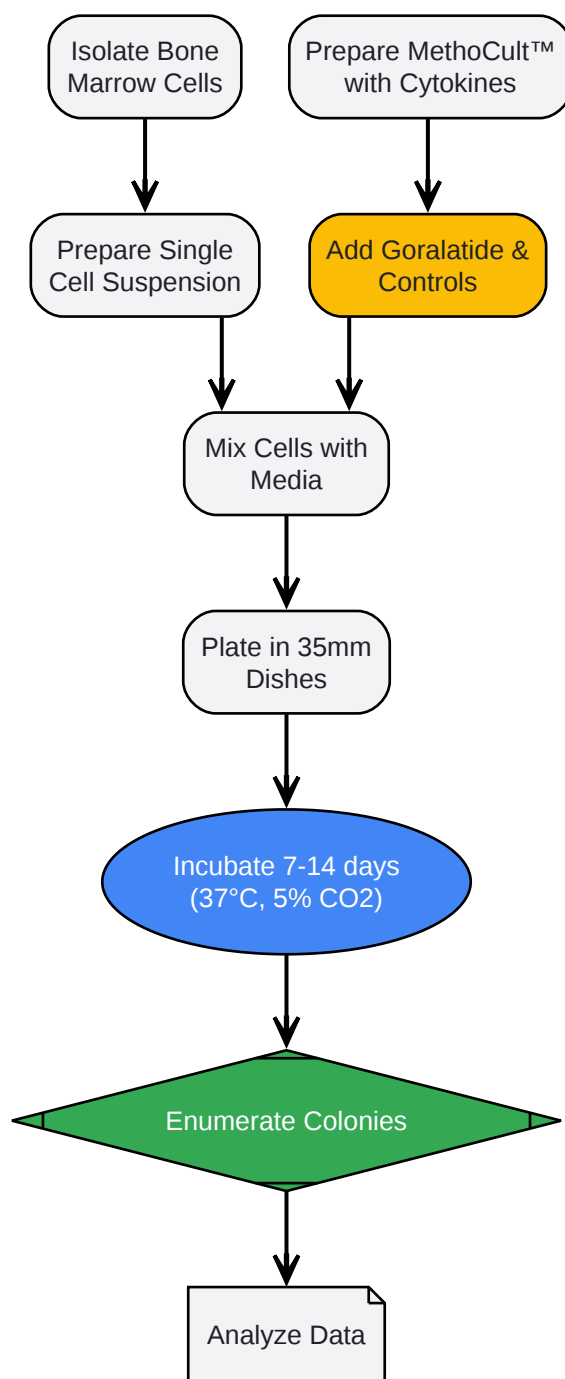 Isolate Bone
Marrow Cells
Prepare MethoCult™
with Cytokines
Prepare Single
Cell Suspension
Add Goralatide &
Controls
Mix Cells with
Media
Plate in 35mm
Dishes
Incubate 7-14 days
(37°C, 5% CO2)
Enumerate Colonies
Analyze Data